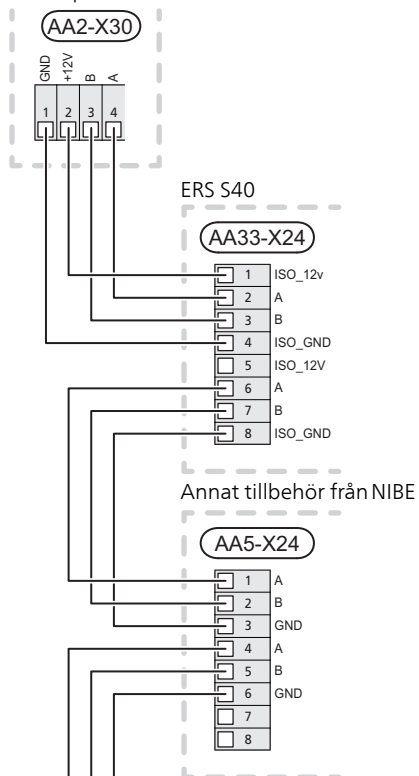 AA2-X30
GND +12V B A
1 2 3 4
ERS S40
AA33-X24
1 ISO_12v
2 A
3 B
4 ISO_GND
5 ISO_12V
6 A
7 B
8 ISO_GND
Annat tillbehör från NIBE
AA5-X24
1 A
2 B
3 GND
4 A
5 B
6 GND
7
8